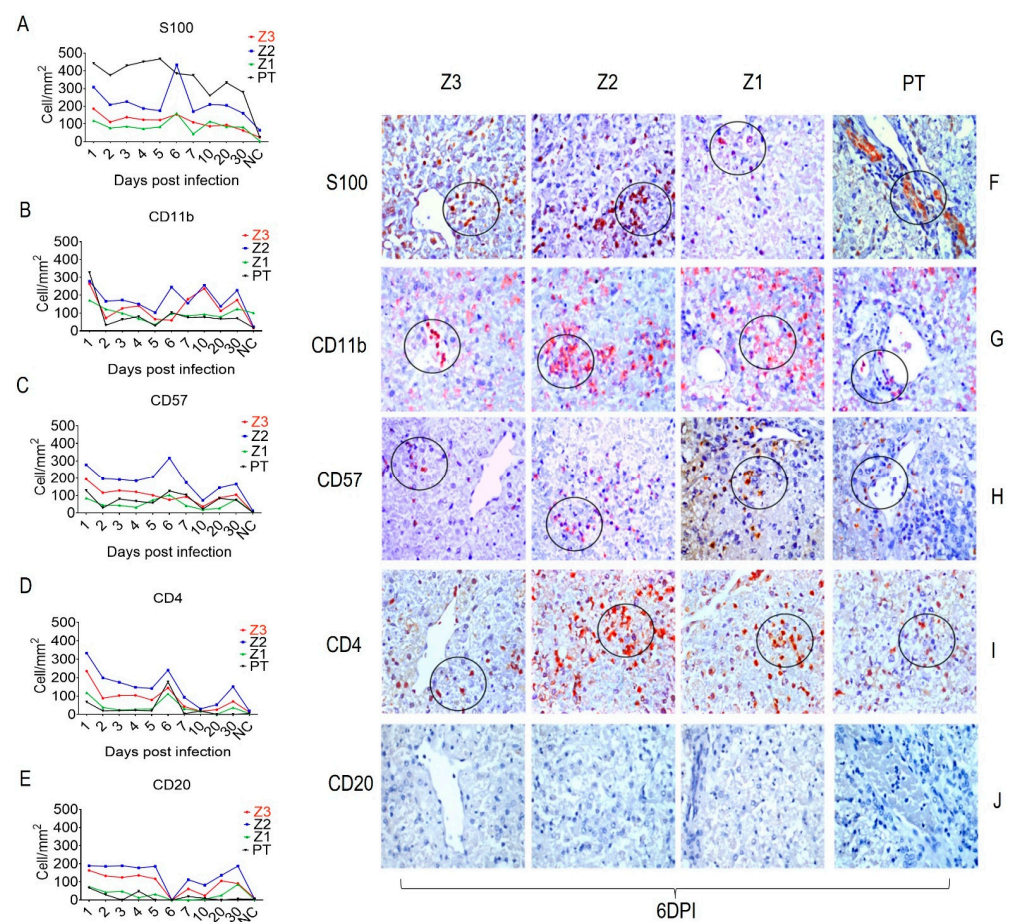 A
S100
Z3
Z2
Z1
PT
500
400
300
200
100
0
Cell/mm²
1 2 3 4 5 6 7 10 20 30 NC
Days post infection
B
CD11b
Z3
Z2
Z1
PT
500
400
300
200
100
0
Cell/mm²
1 2 3 4 5 6 7 10 20 30 NC
Days post infection
C
CD57
Z3
Z2
Z1
PT
500
400
300
200
100
0
Cell/mm²
1 2 3 4 5 6 7 10 20 30 NC
Days post infection
D
CD4
Z3
Z2
Z1
PT
500
400
300
200
100
0
Cell/mm²
1 2 3 4 5 6 7 10 20 30 NC
Days post infection
E
CD20
Z3
Z2
Z1
PT
500
400
300
200
100
0
Cell/mm²
1 2 3 4 5 6 7 10 20 30 NC
Z3 Z2 Z1 PT
S100 F
CD11b G
CD57 H
CD4 I
CD20 J
6DPI